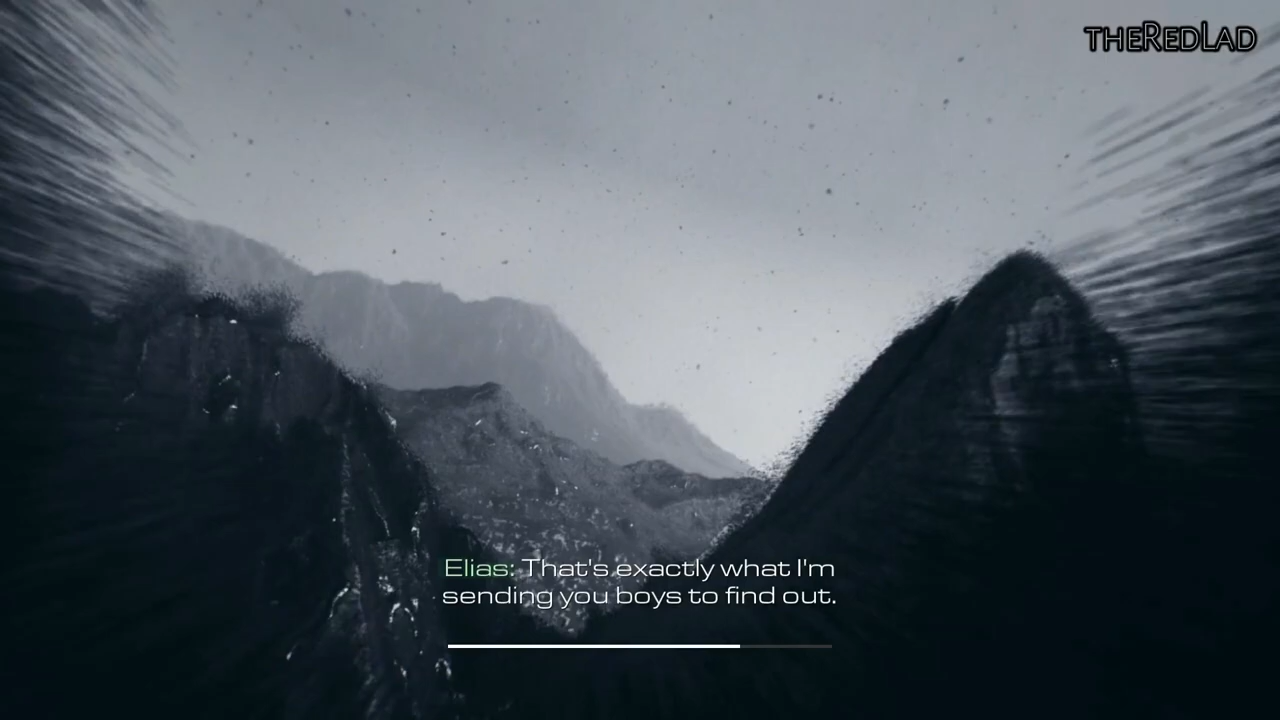 THEREDLAD
Elias: That's exactly what I'm
sending you boys to find out.